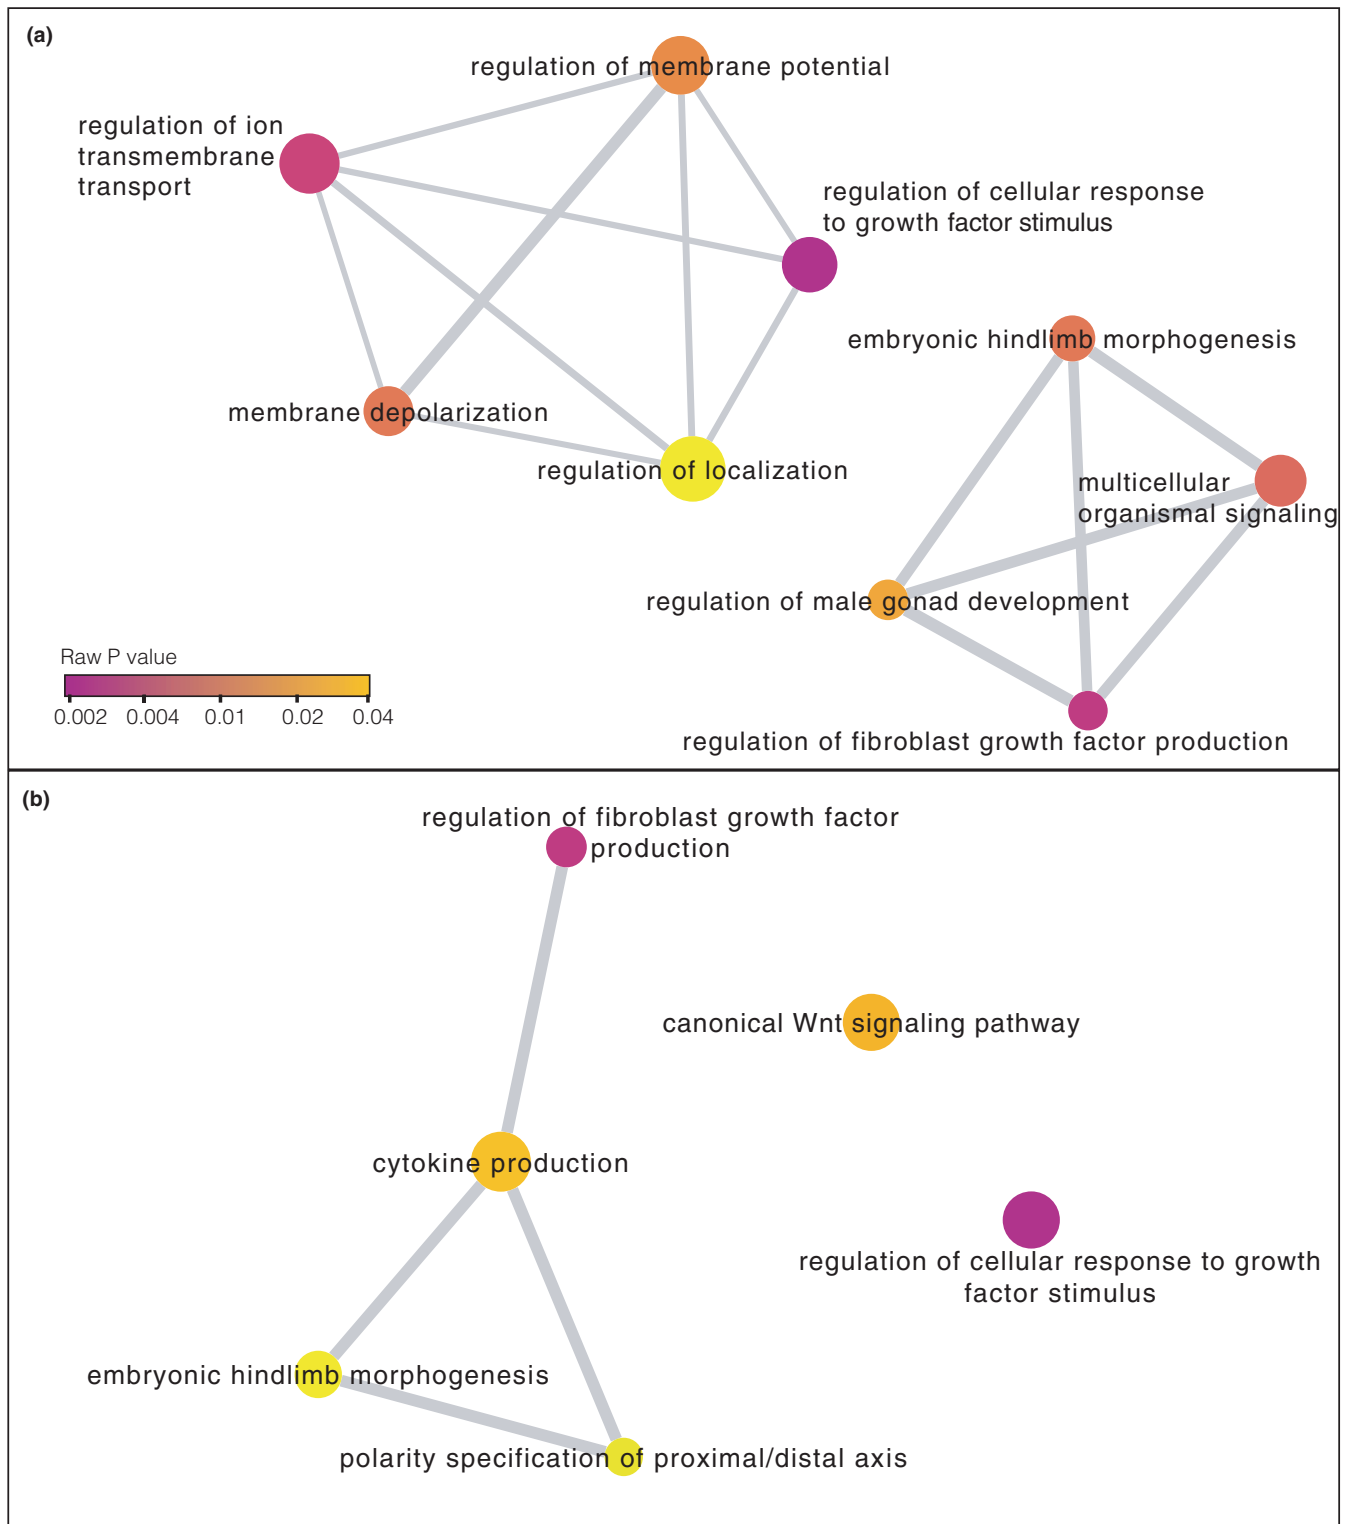 (a)
regulation of membrane potential
regulation of ion
transmembrane
transport
regulation of cellular response
to growth factor stimulus
embryonic hindlimb morphogenesis
membrane depolarization
regulation of localization
multicellular
organismal signaling
regulation of male gonad development
Raw P value
0.002 0.004 0.01 0.02 0.04
regulation of fibroblast growth factor production
(b)
regulation of fibroblast growth factor
production
canonical Wnt signaling pathway
cytokine production
regulation of cellular response to growth
factor stimulus
embryonic hindlimb morphogenesis
polarity specification of proximal/distal axis